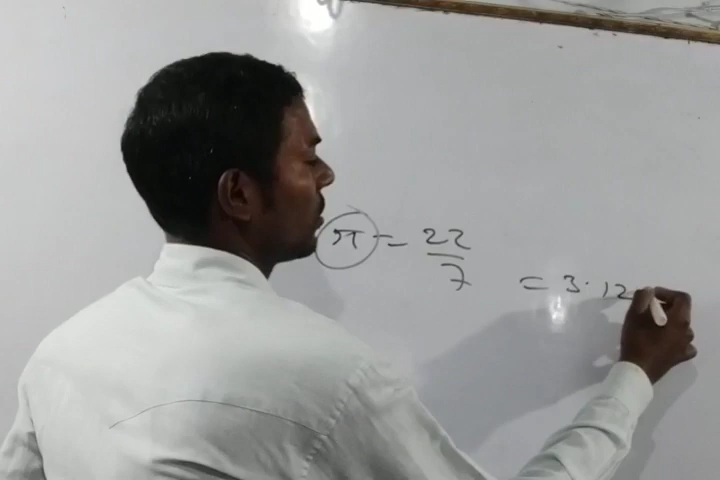 π = 22/7 = 3.12